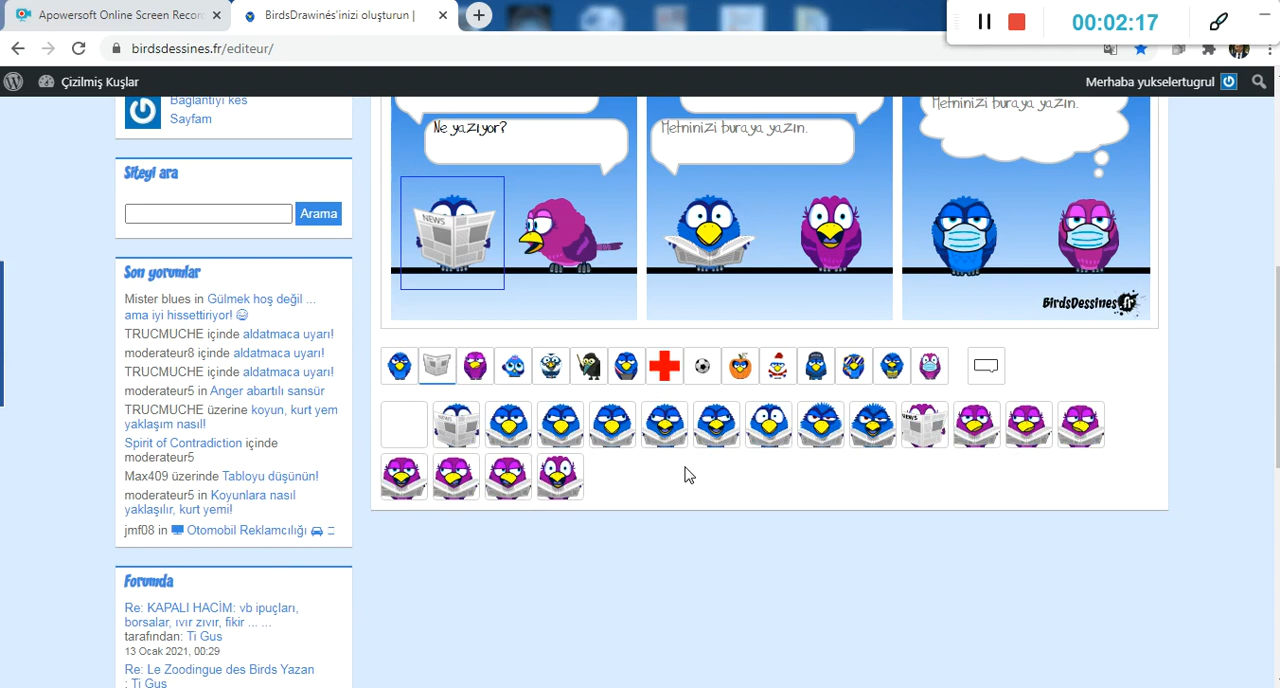 Apowersoft Online Screen Record
BirdsDrawinés'inizi oluşturun |
00:02:17
birdsdessines.fr/editeur/
Çizilmiş Kuşlar
Merhaba yukselertugrul
Bağlantıyı kes
Sayfam
Siteyi ara
Arama
Son yorumlar
Mister blues in Gülmek hoş değil ...
ama iyi hissettiriyor!
TRUCMUCHE içinde aldatmaca uyarı!
moderateur8 içinde aldatmaca uyarı!
TRUCMUCHE içinde aldatmaca uyarı!
moderateur5 in Anger abartılı sansür
TRUCMUCHE üzerine koyun, kurt yem
yaklaşım nasıl!
Spirit of Contradiction içinde
moderateur5
Max409 üzerinde Tabloyu düşünün!
moderateur5 in Koyunlara nasıl
yaklaşılır, kurt yemi!
jmf08 in Otomobil Reklamcılığı
Forumda
Re: KAPALI HACİM: vb ipuçları,
borsalar, ıvır zıvır, fikir ... ...
tarafından: Ti Gus
13 Ocak 2021, 00:29
Re: Le Zoodingue des Birds Yazan
: Ti Gus
Ne yazıyor?
NEWS
Metninizi buraya yazın.
Metninizi buraya yazın.
BirdsDessines.fr